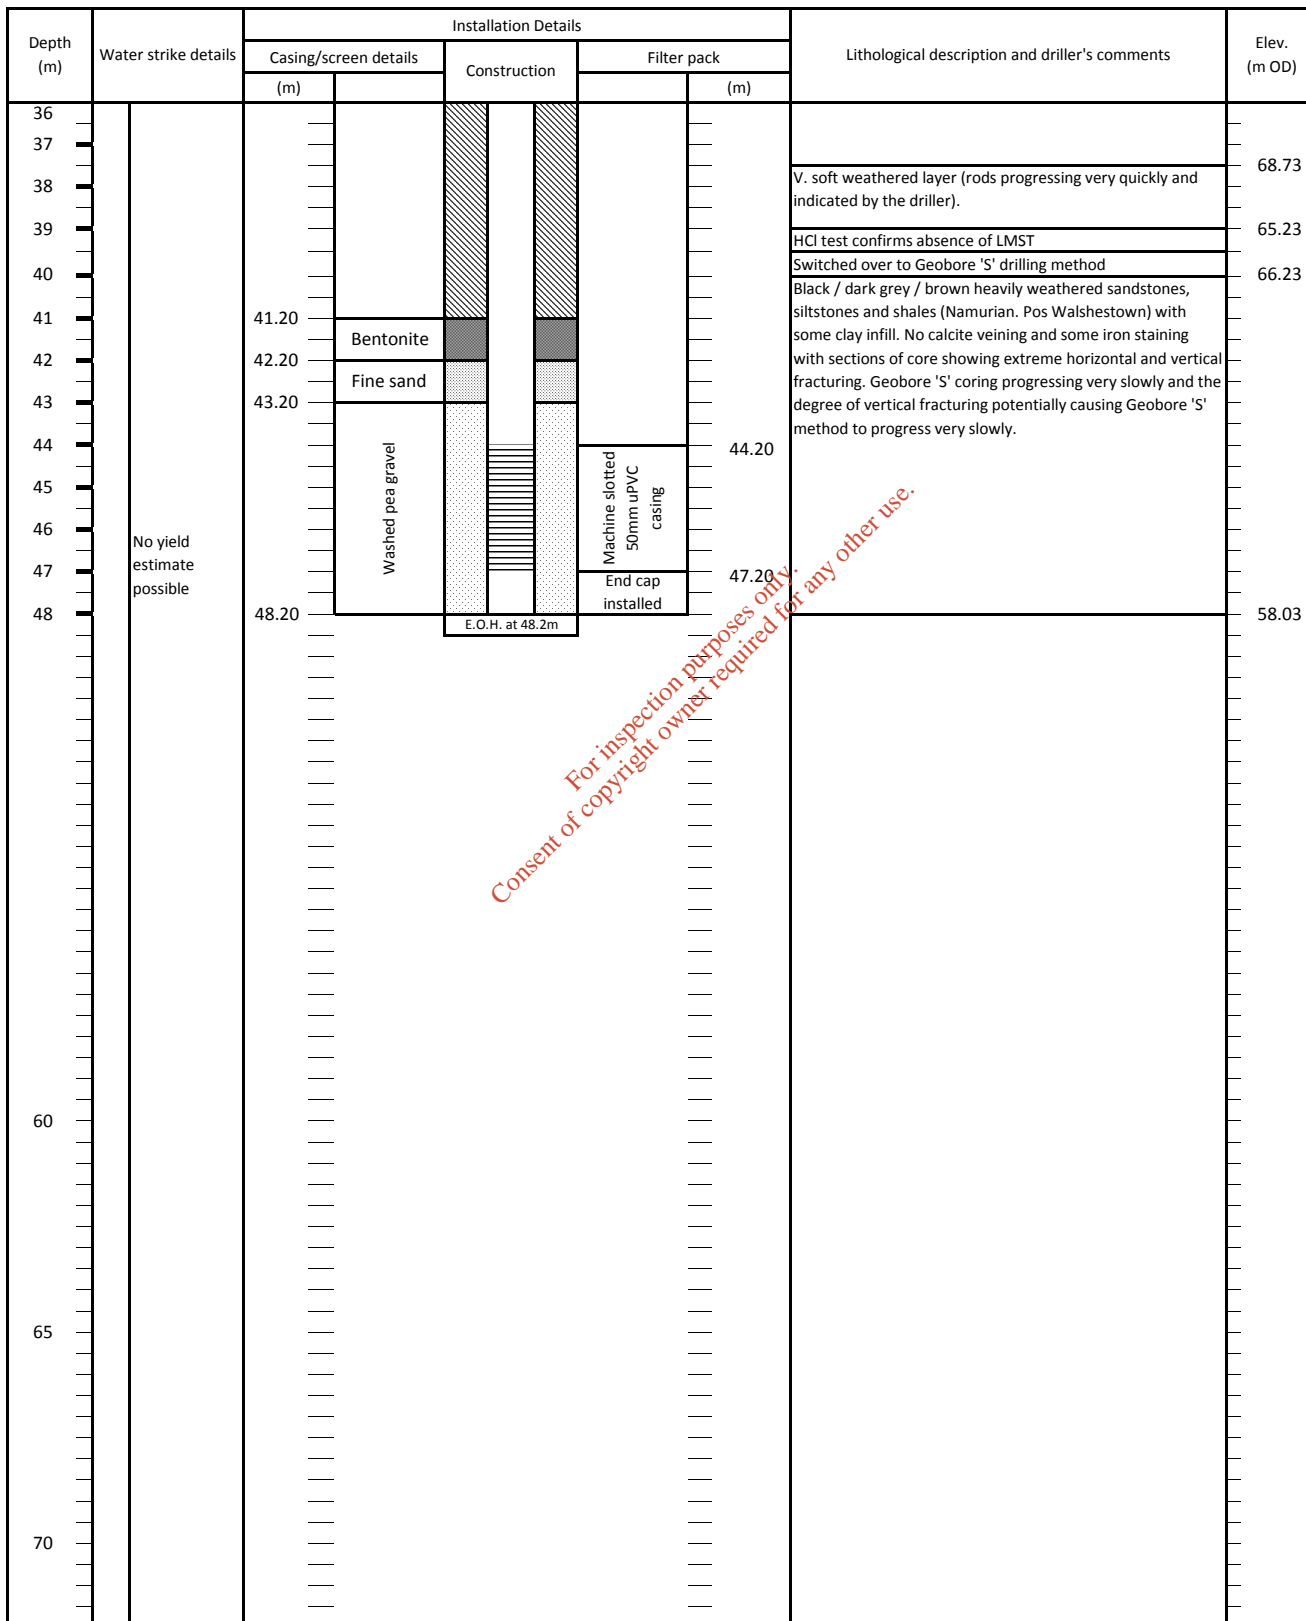 Installation Details
Depth
(m)
Water strike details
Casing/screen details
Construction
Filter pack
Lithological description and driller's comments
Elev.
(m OD)
(m)
(m)
36
37
68.73
V. soft weathered layer (rods progressing very quickly and
indicated by the driller).
38
39
65.23
HCl test confirms absence of LMST
Switched over to Geobore 'S' drilling method
40
66.23
Black / dark grey / brown heavily weathered sandstones,
siltstones and shales (Namurian. Pos Walshestown) with
some clay infill. No calcite veining and some iron staining
with sections of core showing extreme horizontal and vertical
fracturing. Geobore 'S' coring progressing very slowly and the
degree of vertical fracturing potentially causing Geobore 'S'
method to progress very slowly.
41
41.20
Bentonite
42
42.20
Fine sand
43
43.20
44
44.20
Washed pea gravel
Machine slotted
50mm uPVC
casing
45
46
No yield
estimate
possible
47
47.20
End cap
installed
48
48.20
E.O.H. at 48.2m
58.03
For inspection purposes only.
Consent of copyright owner required for any other use.
60
65
70